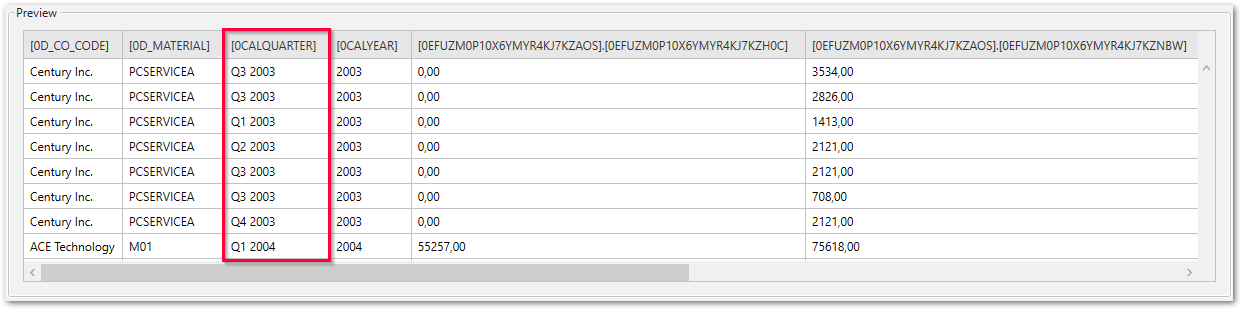 Preview
[0D_CO_CODE] [0D_MATERIAL] [0CALQUARTER] [0CALYEAR] [0EFUZM0P10X6YMYR4KJ7KZAOS].[0EFUZM0P10X6YMYR4KJ7KZH0C] [0EFUZM0P10X6YMYR4KJ7KZAOS].[0EFUZM0P10X6YMYR4KJ7KZNBW]
Century Inc. PCSERVICEA Q3 2003 2003 0,00 3534,00
Century Inc. PCSERVICEA Q3 2003 2003 0,00 2826,00
Century Inc. PCSERVICEA Q1 2003 2003 0,00 1413,00
Century Inc. PCSERVICEA Q2 2003 2003 0,00 2121,00
Century Inc. PCSERVICEA Q3 2003 2003 0,00 2121,00
Century Inc. PCSERVICEA Q3 2003 2003 0,00 708,00
Century Inc. PCSERVICEA Q4 2003 2003 0,00 2121,00
ACE Technology M01 Q1 2004 2004 55257,00 75618,00